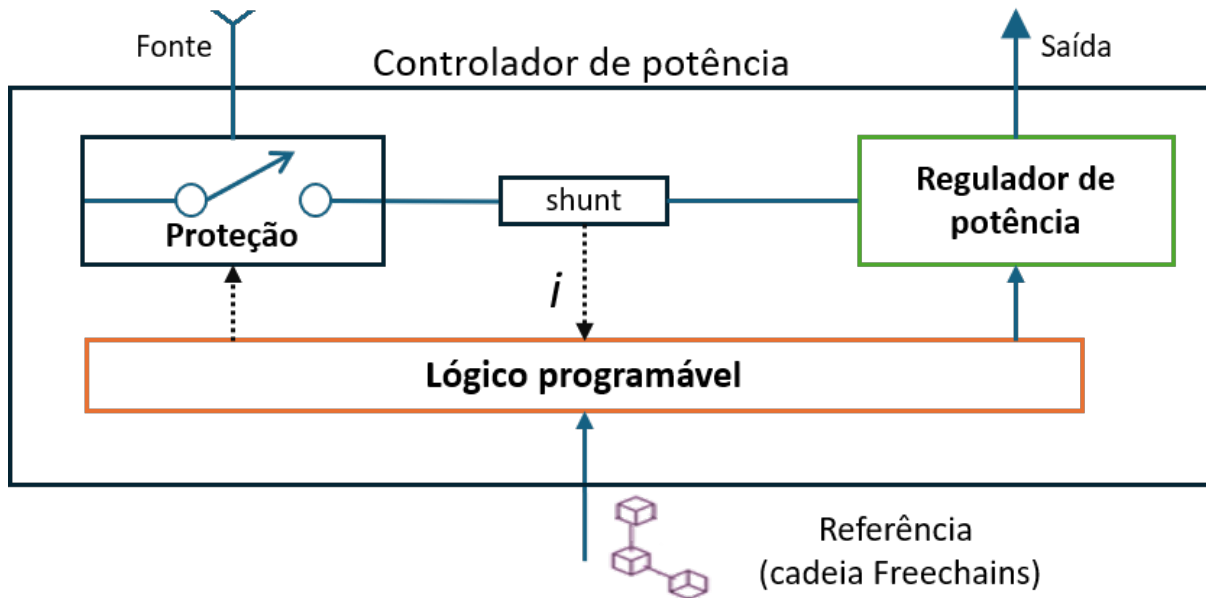 Fonte
Saída
Controlador de potência
Proteção
shunt
Regulador de
potência
i
Lógico programável
Referência
(cadeia Freechains)